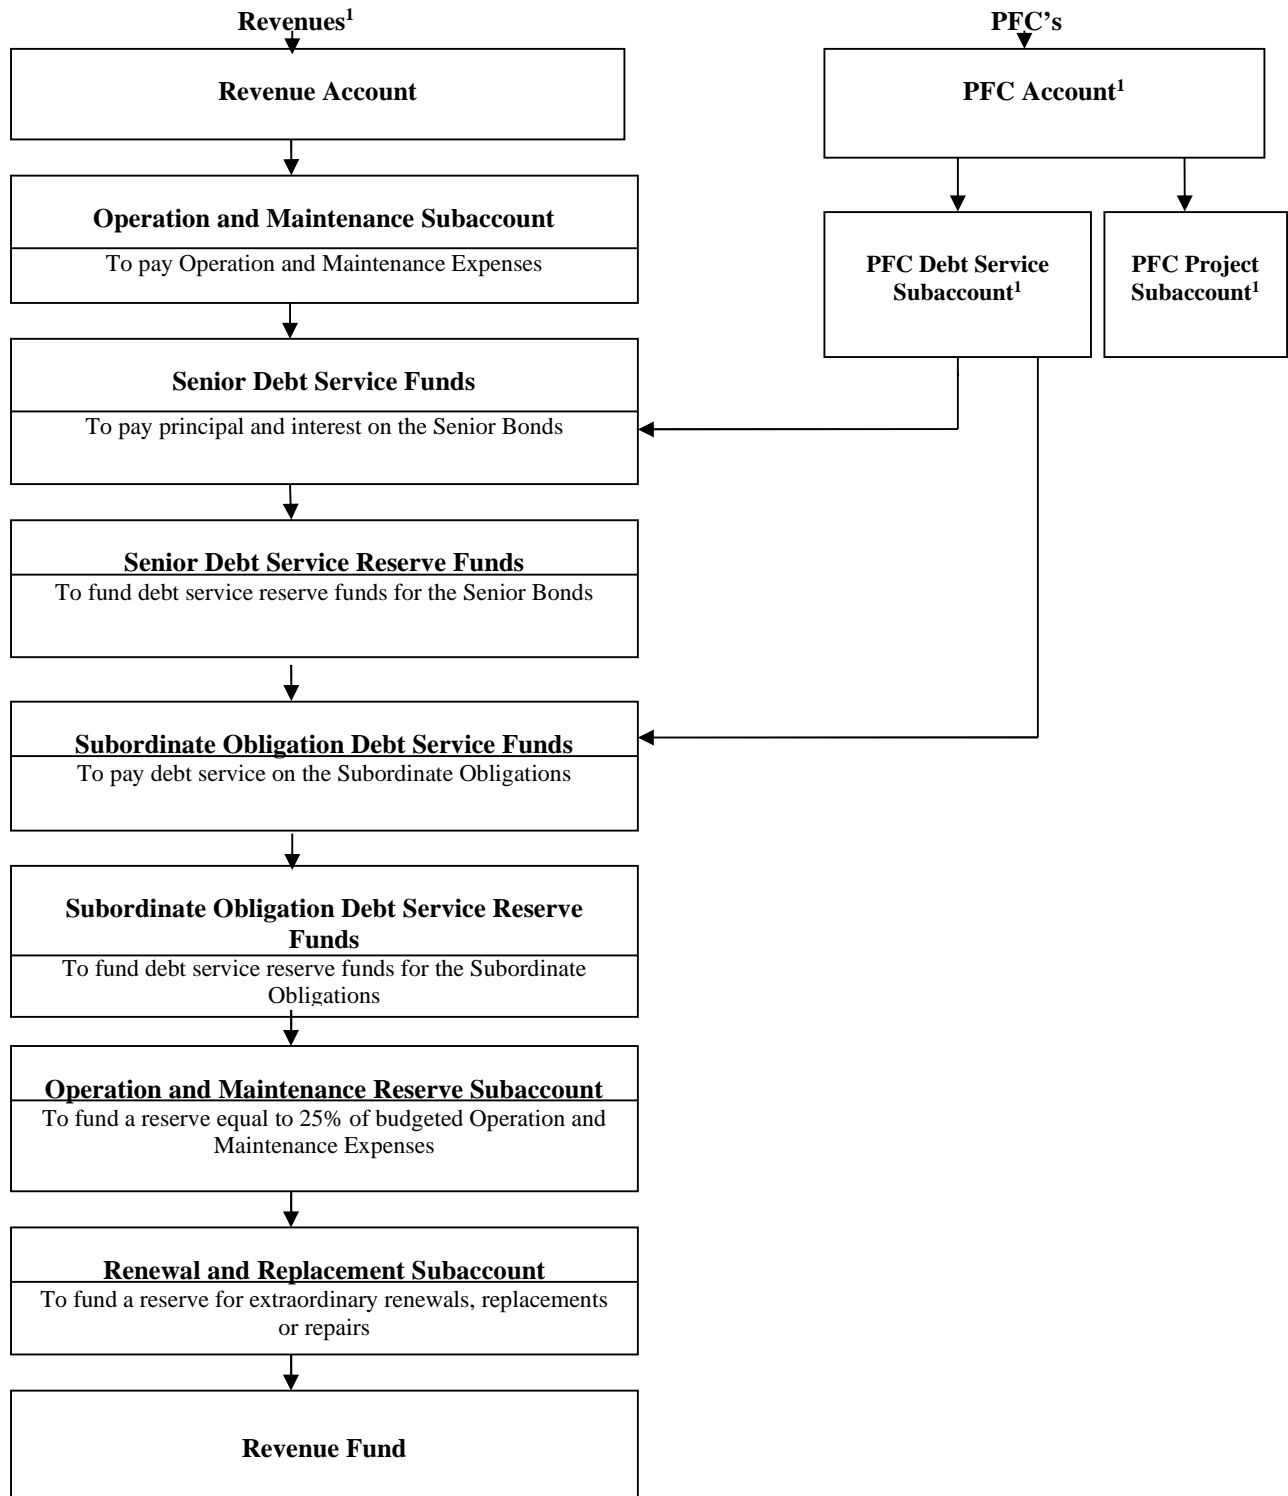 Revenues¹
Revenue Account
Operation and Maintenance Subaccount
To pay Operation and Maintenance Expenses
Senior Debt Service Funds
To pay principal and interest on the Senior Bonds
Senior Debt Service Reserve Funds
To fund debt service reserve funds for the Senior Bonds
Subordinate Obligation Debt Service Funds
To pay debt service on the Subordinate Obligations
Subordinate Obligation Debt Service Reserve
Funds
To fund debt service reserve funds for the Subordinate
Obligations
Operation and Maintenance Reserve Subaccount
To fund a reserve equal to 25% of budgeted Operation and
Maintenance Expenses
Renewal and Replacement Subaccount
To fund a reserve for extraordinary renewals, replacements
or repairs
Revenue Fund
PFC’s
PFC Account¹
PFC Debt Service
Subaccount¹
PFC Project
Subaccount¹